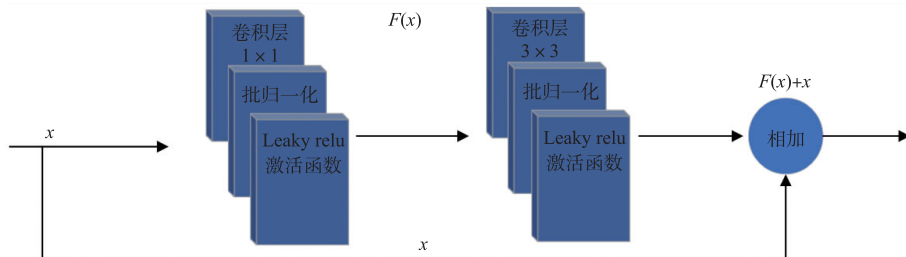 x
卷积层
1 × 1
批归一化
Leaky relu
激活函数
F(x)
x
卷积层
3 × 3
批归一化
Leaky relu
激活函数
F(x)+x
相加